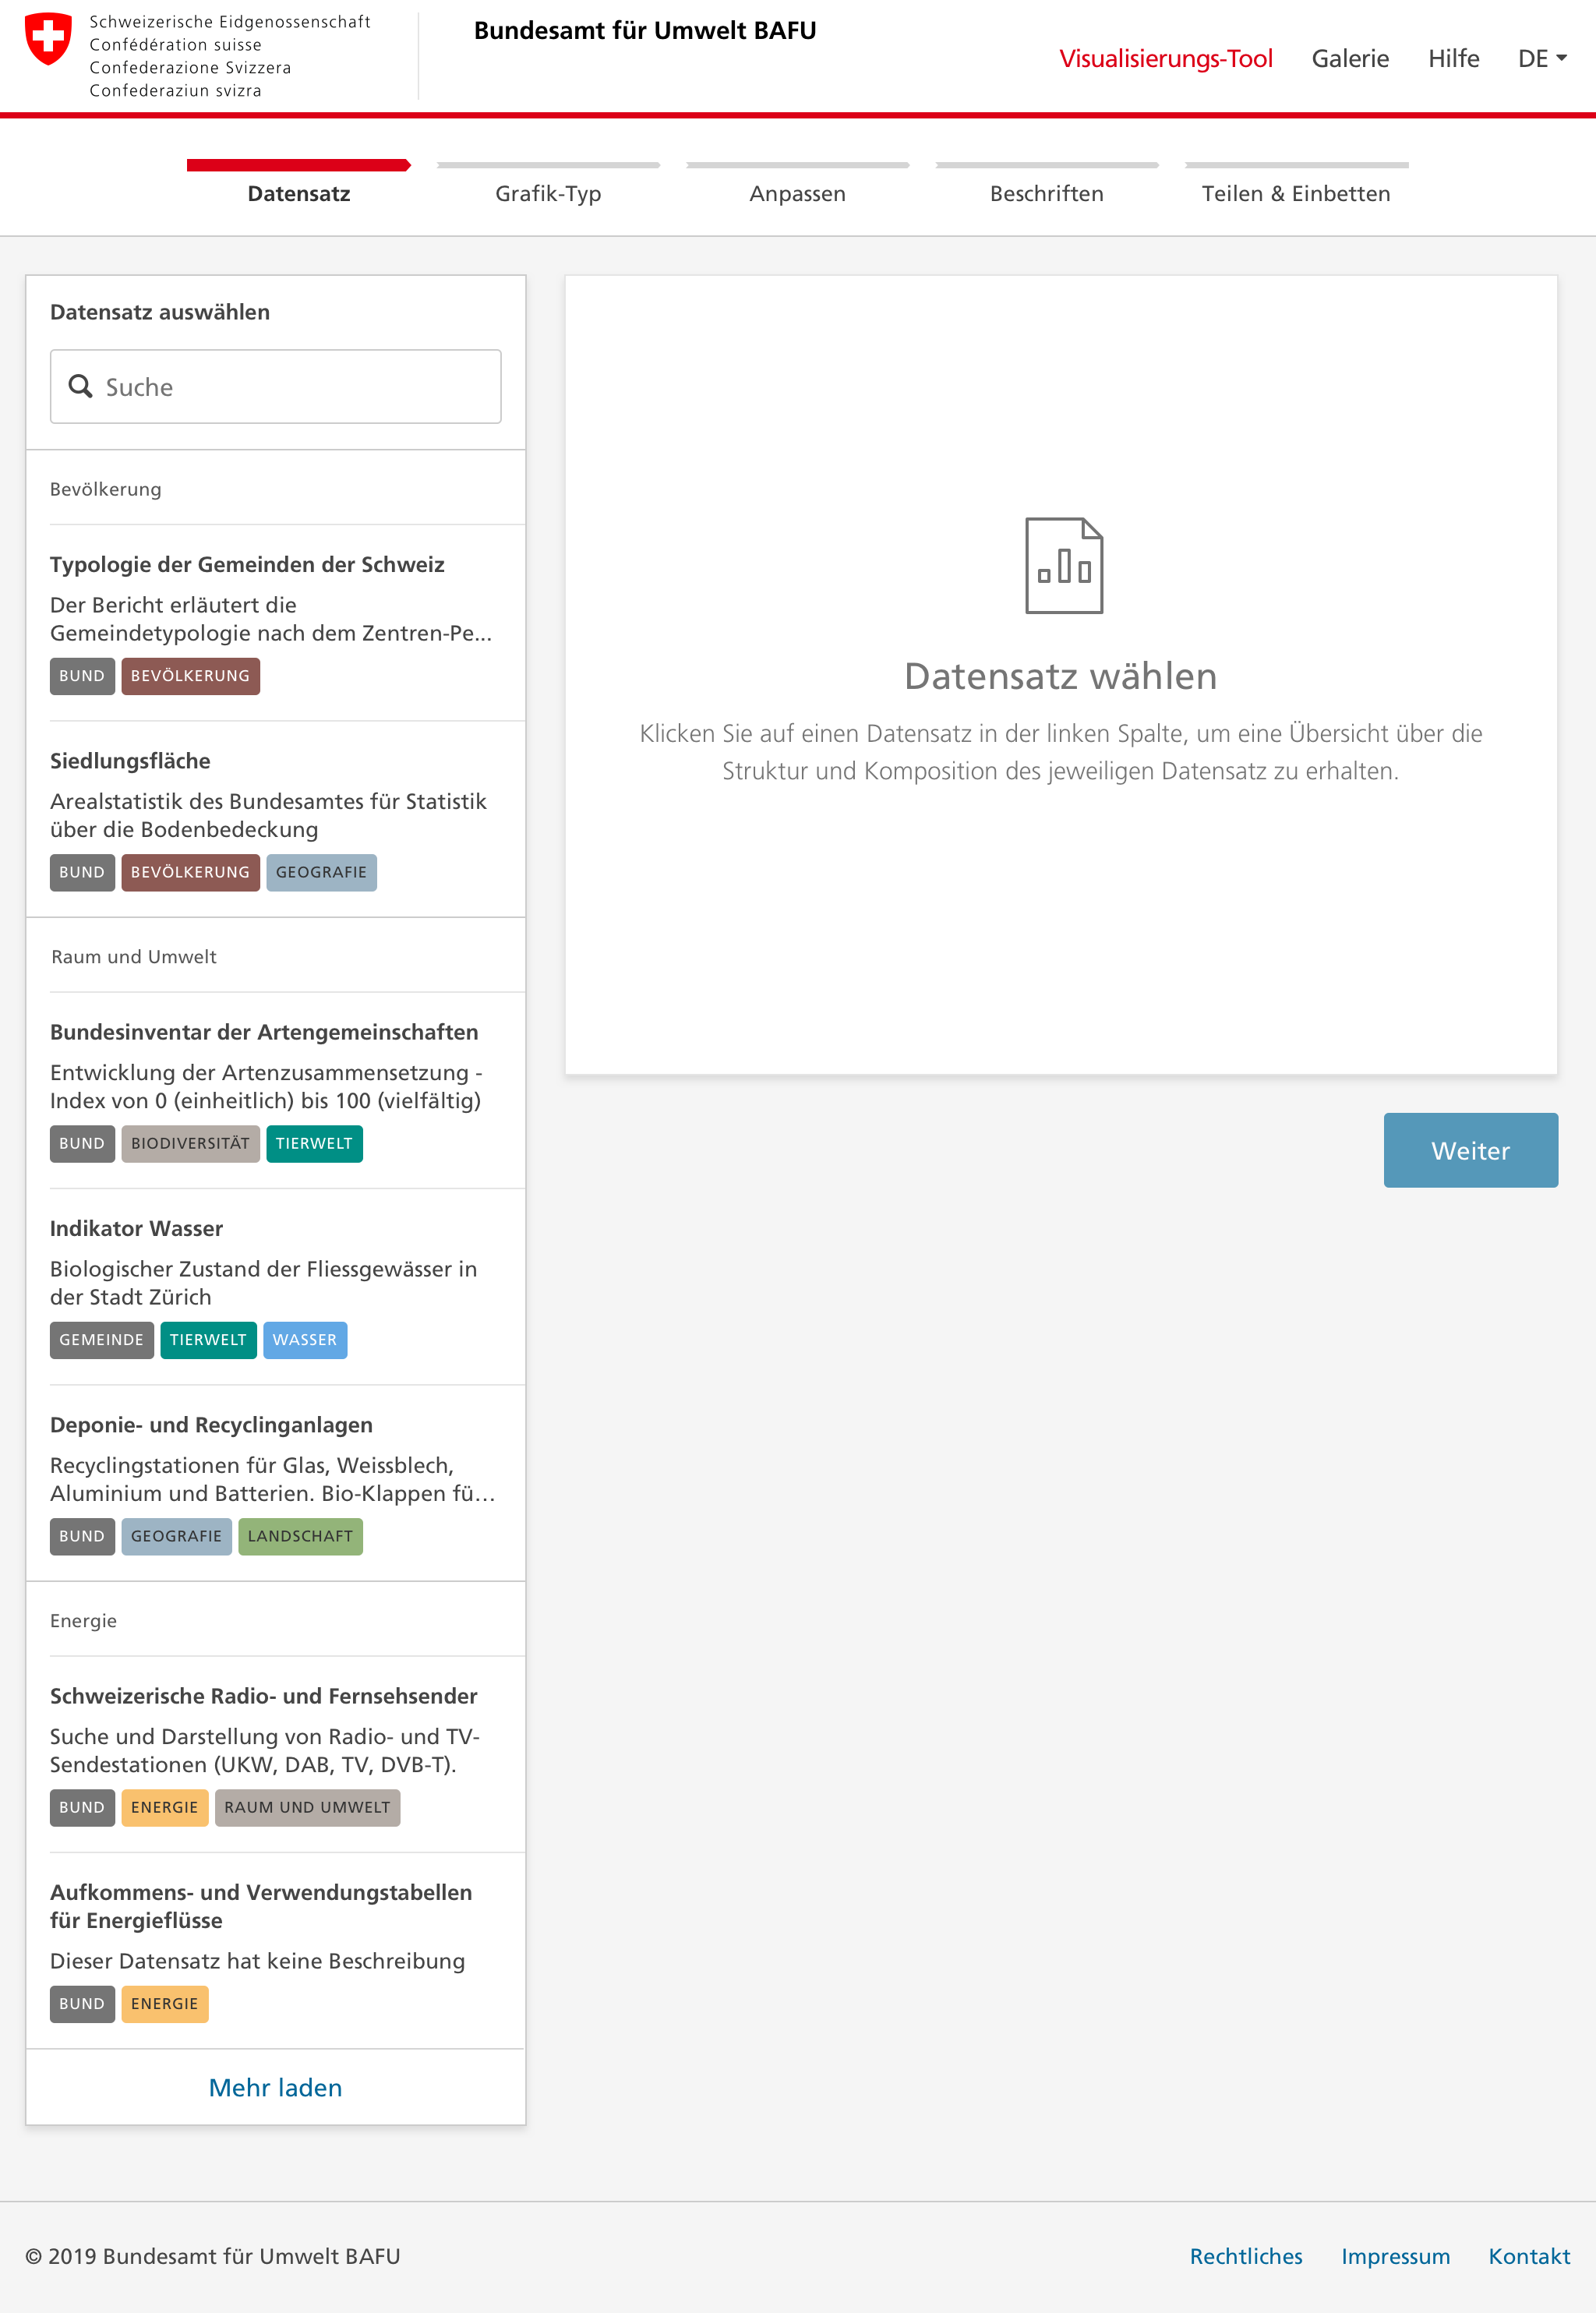 Schweizerische Eidgenossenschaft
Confédération suisse
Confederazione Svizzera
Confederaziun svizra
Bundesamt für Umwelt BAFU
Visualisierungs-Tool Galerie Hilfe DE
Datensatz Grafik-Typ Anpassen Beschriften Teilen & Einbetten
Datensatz auswählen
Suche
Bevölkerung
Typologie der Gemeinden der Schweiz
Der Bericht erläutert die
Gemeindetypologie nach dem Zentren-Pe...
BUND BEVÖLKERUNG
Siedlungsfläche
Arealstatistik des Bundesamtes für Statistik
über die Bodenbedeckung
BUND BEVÖLKERUNG GEOGRAFIE
Raum und Umwelt
Bundesinventar der Artengemeinschaften
Entwicklung der Artenzusammensetzung -
Index von 0 (einheitlich) bis 100 (vielfältig)
BUND BIODIVERSITÄT TIERWELT
Indikator Wasser
Biologischer Zustand der Fliessgewässer in
der Stadt Zürich
GEMEINDE TIERWELT WASSER
Deponie- und Recyclinganlagen
Recyclingstationen für Glas, Weissblech,
Aluminium und Batterien. Bio-Klappen fü...
BUND GEOGRAFIE LANDSCHAFT
Energie
Schweizerische Radio- und Fernsehsender
Suche und Darstellung von Radio- und TV-
Sendestationen (UKW, DAB, TV, DVB-T).
BUND ENERGIE RAUM UND UMWELT
Aufkommens- und Verwendungstabellen
für Energieflüsse
Dieser Datensatz hat keine Beschreibung
BUND ENERGIE
Mehr laden
Datensatz wählen
Klicken Sie auf einen Datensatz in der linken Spalte, um eine Übersicht über die
Struktur und Komposition des jeweiligen Datensatz zu erhalten.
Weiter
© 2019 Bundesamt für Umwelt BAFU
Rechtliches Impressum Kontakt